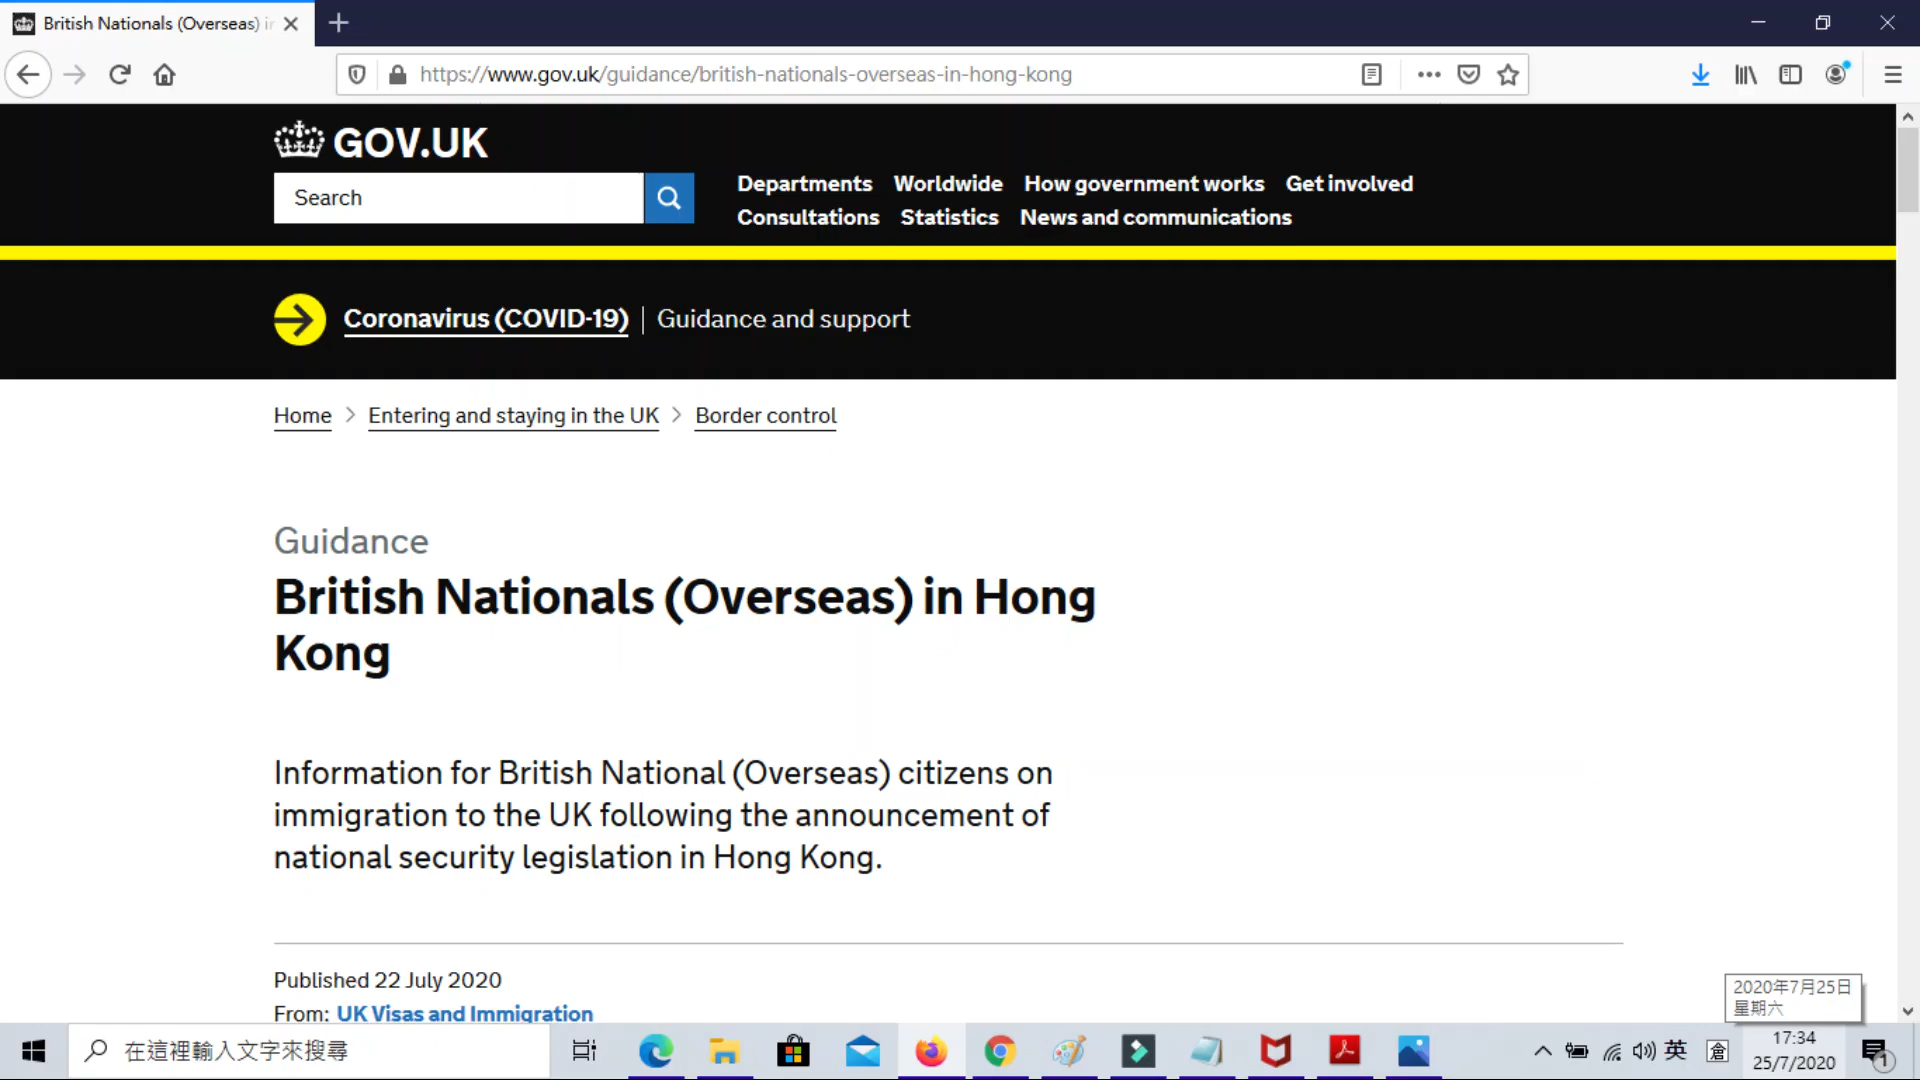 British Nationals (Overseas) in
https://www.gov.uk/guidance/british-nationals-overseas-in-hong-kong
GOV.UK
Search
Departments Worldwide How government works Get involved
Consultations Statistics News and communications
Coronavirus (COVID-19) | Guidance and support
Home > Entering and staying in the UK > Border control
Guidance
British Nationals (Overseas) in Hong
Kong
Information for British National (Overseas) citizens on
immigration to the UK following the announcement of
national security legislation in Hong Kong.
Published 22 July 2020
From: UK Visas and Immigration
2020年7月25日
星期六
在這裡輸入文字來搜尋
英 倉
17:34
25/7/2020
1